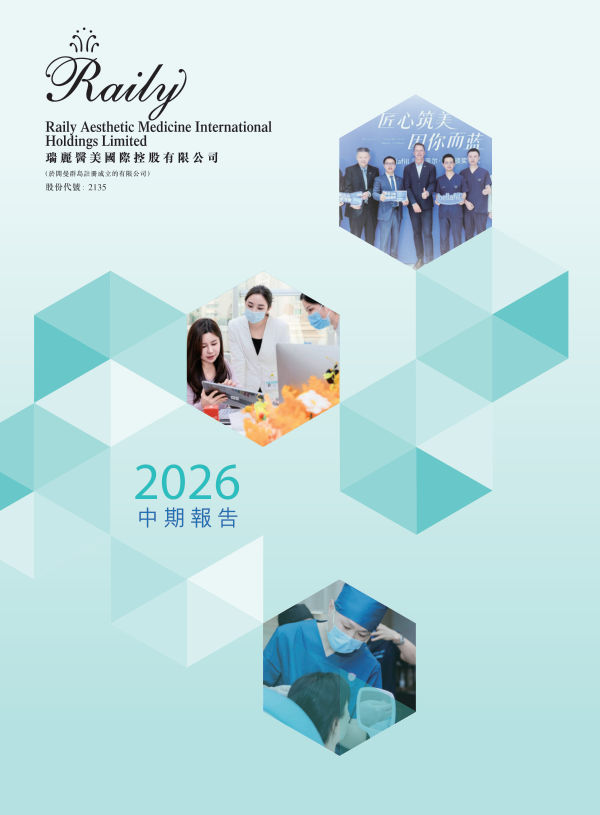 Raily
Raily Aesthetic Medicine International
Holdings Limited
瑞麗醫美國際控股有限公司
(於開曼群島註冊成立的有限公司)
股份代號: 2135
匠心筑美
因你而蓝
bellafill
2026
中期報告